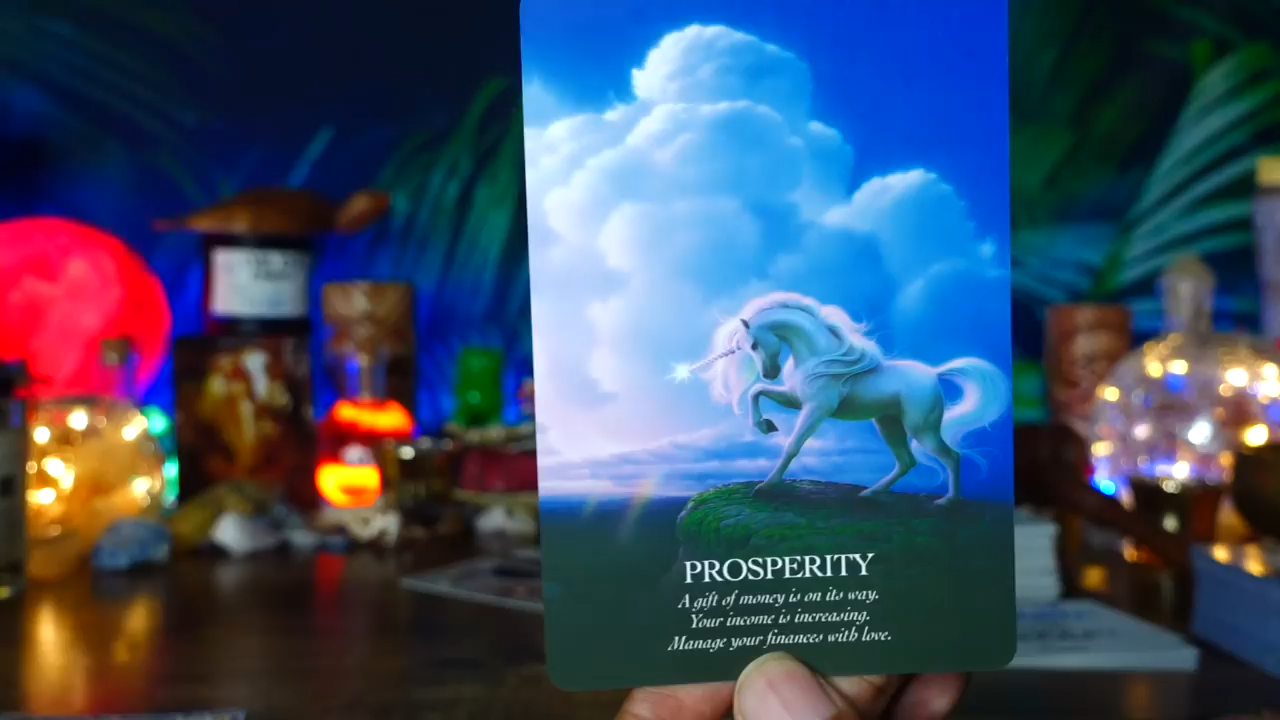 PROSPERITY
A gift of money is on its way.
Your income is increasing.
Manage your finances with love.